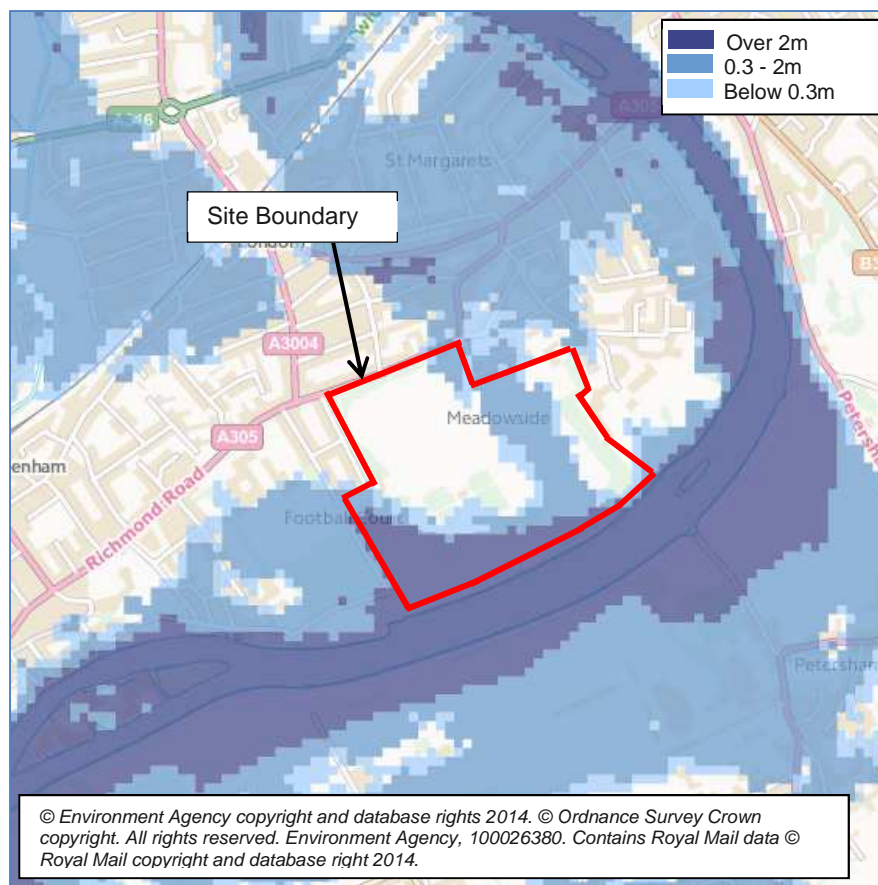 Over 2m
0.3 - 2m
Below 0.3m
St Margarets
Site Boundary
A3004
Meadowside
A305
enham
Richmond Road
Football Court
Petersham
© Environment Agency copyright and database rights 2014. © Ordnance Survey Crown
copyright. All rights reserved. Environment Agency, 100026380. Contains Royal Mail data ©
Royal Mail copyright and database right 2014.